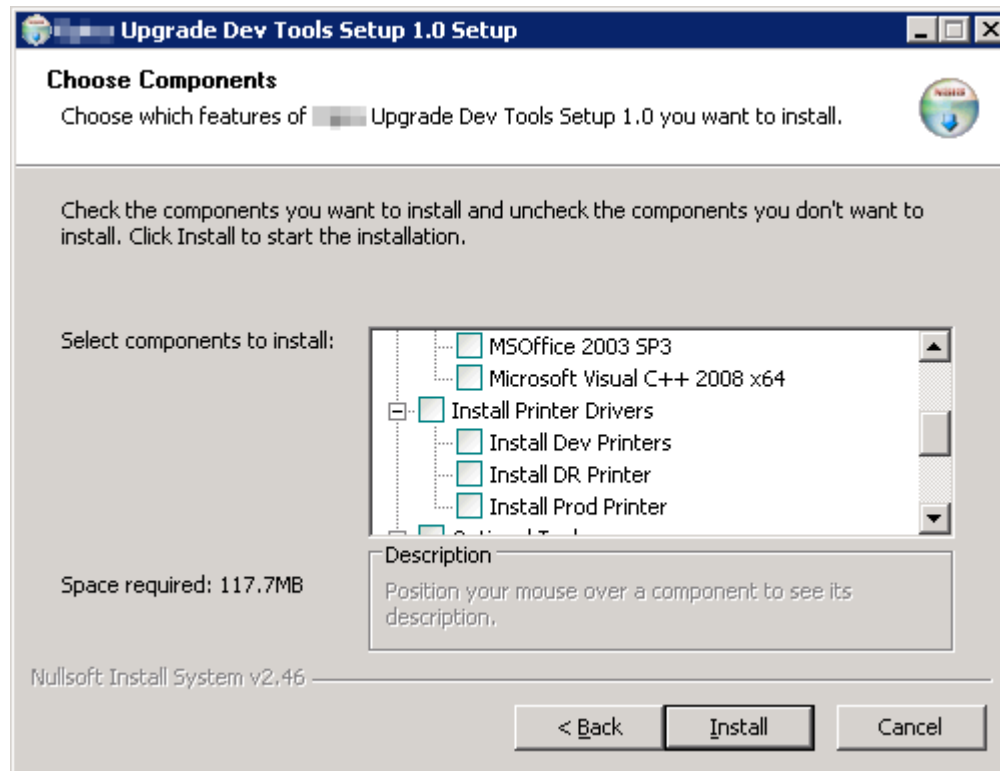 Upgrade Dev Tools Setup 1.0 Setup
Choose Components
Choose which features of Upgrade Dev Tools Setup 1.0 you want to install.
Check the components you want to install and uncheck the components you don't want to
install. Click Install to start the installation.
Select components to install:
MSOffice 2003 SP3
Microsoft Visual C++ 2008 x64
Install Printer Drivers
Install Dev Printers
Install DR Printer
Install Prod Printer
Space required: 117.7MB
Description
Position your mouse over a component to see its
description.
Nullsoft Install System v2.46
< Back
Install
Cancel